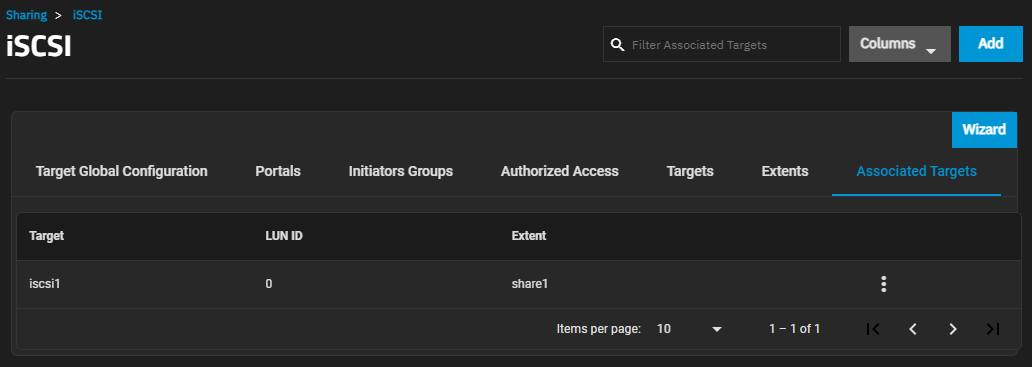 Sharing > iSCSI
iSCSI
Filter Associated Targets
Columns
Add
Wizard
Target Global Configuration Portals Initiators Groups Authorized Access Targets Extents Associated Targets
Target LUN ID Extent
iscsi1 0 share1
Items per page: 10 1 – 1 of 1